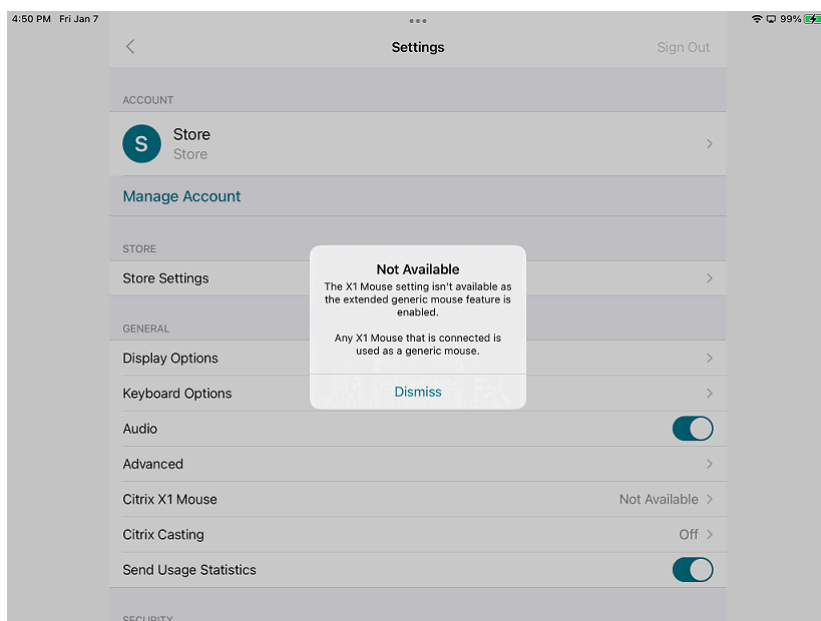 4:50 PM Fri Jan 7
99%
Settings
Sign Out
ACCOUNT
S
Store
Store
Manage Account
STORE
Store Settings
GENERAL
Display Options
Keyboard Options
Audio
Advanced
Citrix X1 Mouse
Not Available
Citrix Casting
Off
Send Usage Statistics
SECURITY
Not Available
The X1 Mouse setting isn't available as
the extended generic mouse feature is
enabled.
Any X1 Mouse that is connected is
used as a generic mouse.
Dismiss